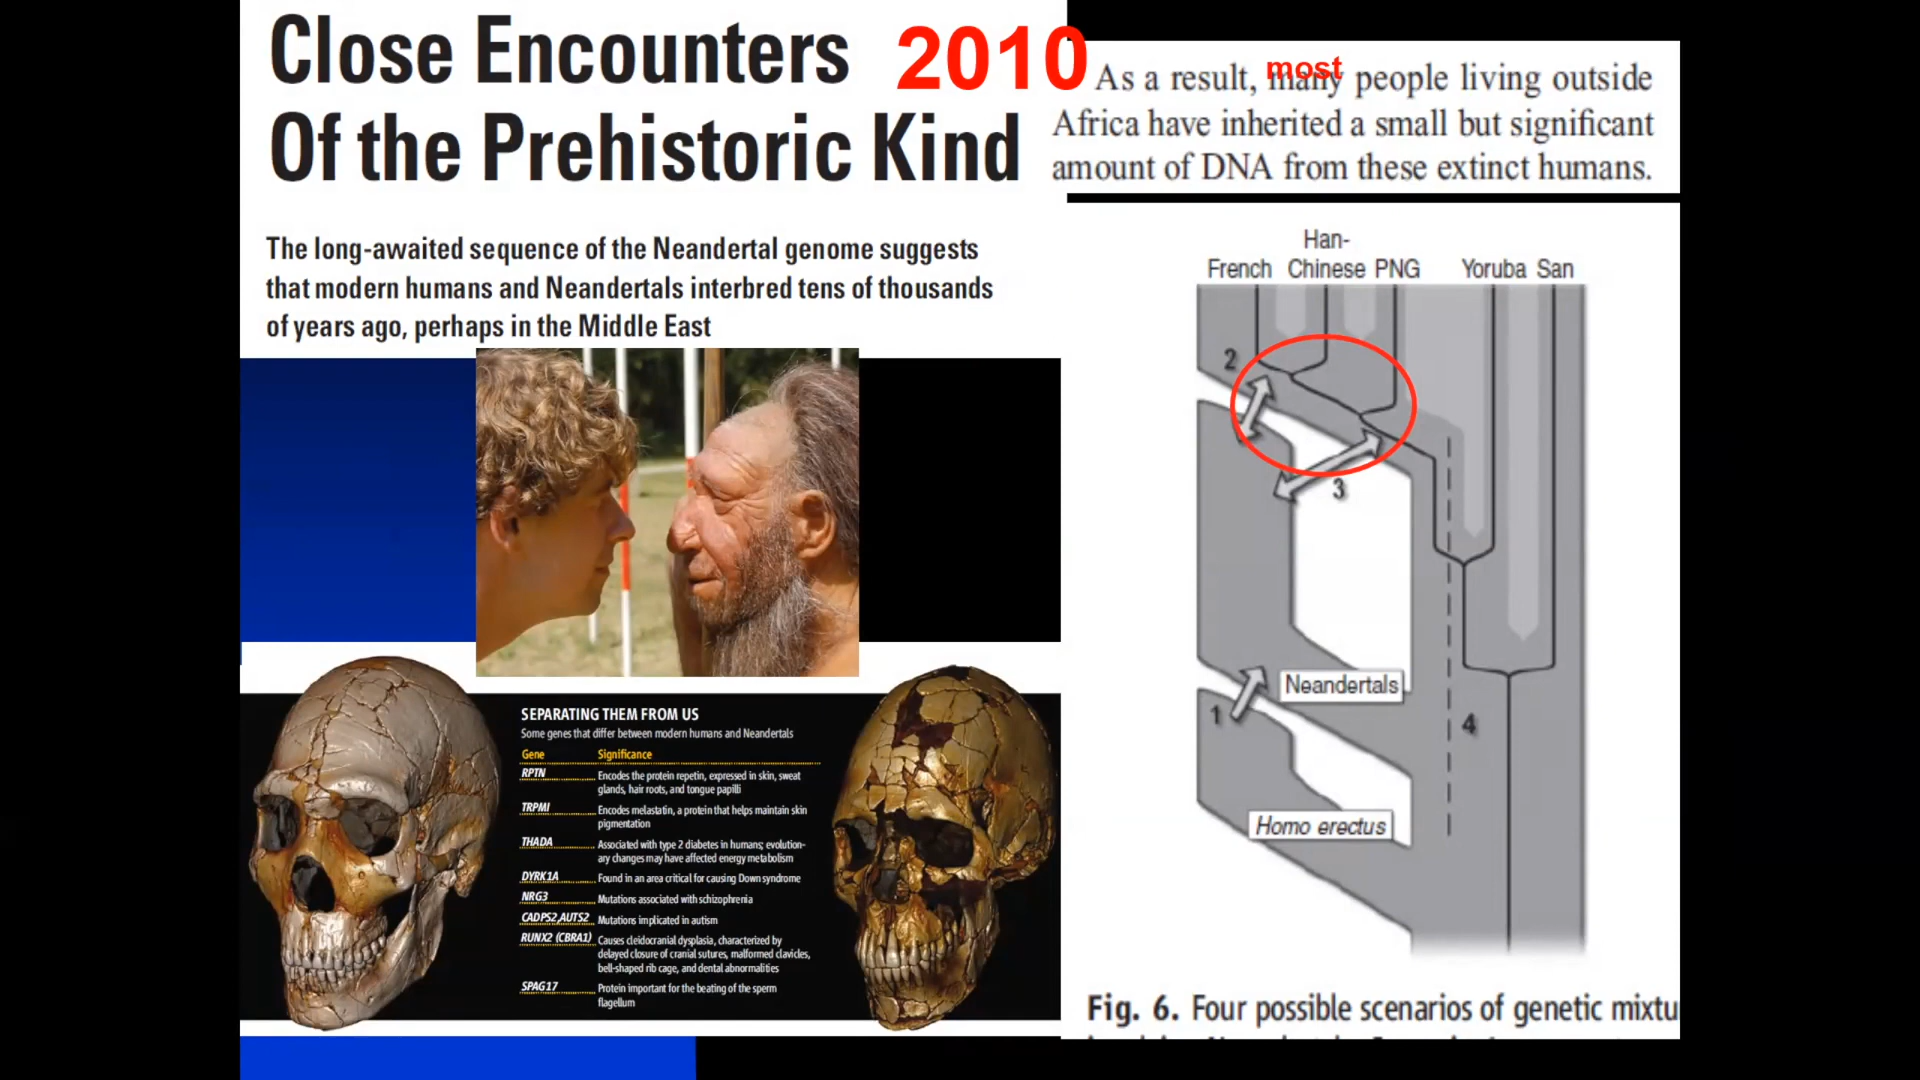 Close Encounters 2010
Of the Prehistoric Kind
The long-awaited sequence of the Neandertal genome suggests
that modern humans and Neandertals interbred tens of thousands
of years ago, perhaps in the Middle East
most
As a result, many people living outside
Africa have inherited a small but significant
amount of DNA from these extinct humans.
Han-
French Chinese PNG Yoruba San
2
3
Neandertals
1
4
Homo erectus
SEPARATING THEM FROM US
Some genes that differ between modern humans and Neandertals
Gene Significance
RPTN Encodes the protein repetin, expressed in skin, sweat
glands, hair roots, and tongue papilli
TRPMI Encodes melastatin, a protein that helps maintain skin
pigmentation
THADA Associated with type 2 diabetes in humans; evolution-
ary changes may have affected energy metabolism
DYRK1A Found in an area critical for causing Down syndrome
NRG3 Mutations associated with schizophrenia
CADPS2,AUTS2 Mutations implicated in autism
RUNX2 (CBRA1) Causes cleidocranial dysplasia, characterized by
delayed closure of cranial sutures, malformed clavicles,
bell-shaped rib cage, and dental abnormalities
SPAG17 Protein important for the beating of the sperm
flagellum
Fig. 6. Four possible scenarios of genetic mixtu